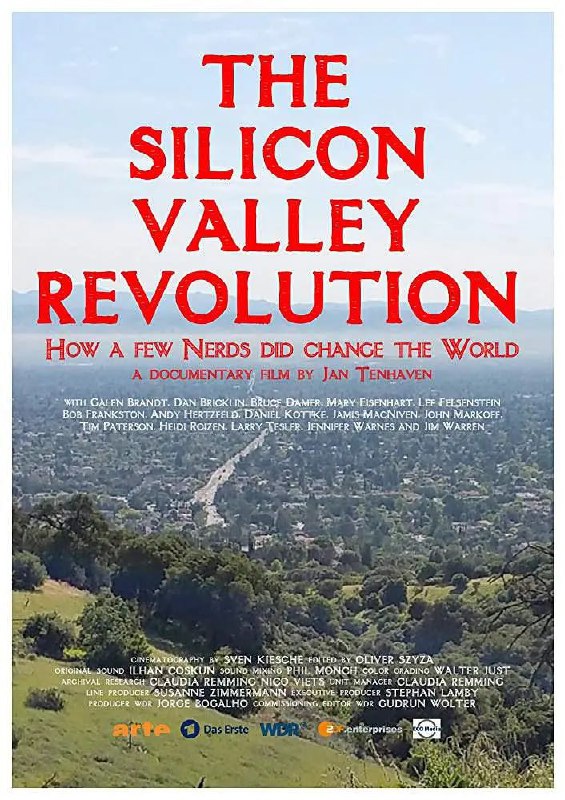 THE
SILICON
VALLEY
REVOLUTION
HOW A FEW NERDS DID CHANGE THE WORLD
A DOCUMENTARY FILM BY JAN TENHAVEN
WITH GALEN BRANDT, DAN BRICKLIN, BRUCE DAMER, MARY EISENHART, LEE FELSENSTEIN
BOB FRANKSTON, ANDY HERTZFELD, DANIEL KOTTKE, JAMIS MACNIVEN, JOHN MARKOFF,
TIM PATERSON, HEIDI ROIZEN, LARRY TESLER, JENNIFER WARNES AND JIM WARREN
CINEMATOGRAPHY BY SVEN KIESCHE EDITED BY OLIVER SZYZA
ORIGINAL SOUND ILHAN COSKUN SOUND MIXING PHIL MONCH COLOR GRADING WALTER JUST
ARCHIVAL RESEARCH CLAUDIA REMMING NICO VIETS UNIT MANAGER CLAUDIA REMMING
LINE PRODUCER SUSANNE ZIMMERMANN EXECUTIVE PRODUCER STEPHAN LAMBY
PRODUCER WDR JORGE BOGALHO COMMISSIONING EDITOR WDR GUDRUN WOLTER
arte Das Erste WDR ZDF.enterprises ECO Media